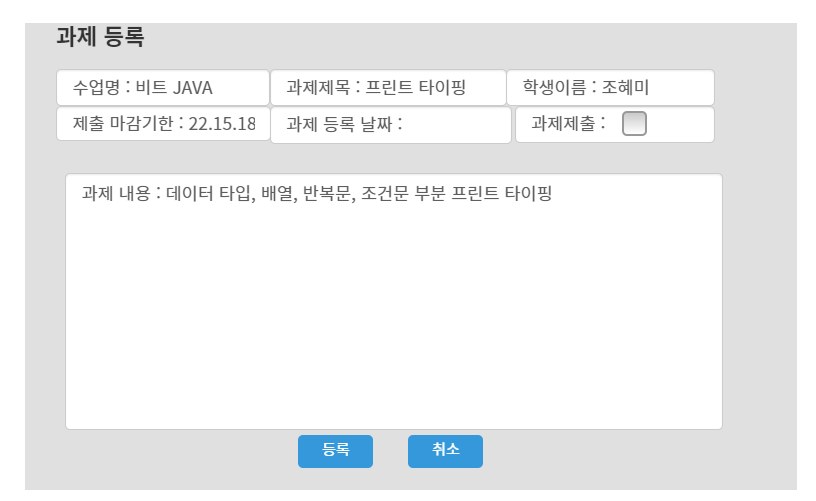 과제 등록
수업명 : 비트 JAVA 과제제목 : 프린트 타이핑 학생이름 : 조혜미
제출 마감기한 : 22.15.18 과제 등록 날짜 : 과제제출 :
과제 내용 : 데이터 타입, 배열, 반복문, 조건문 부분 프린트 타이핑
등록 취소